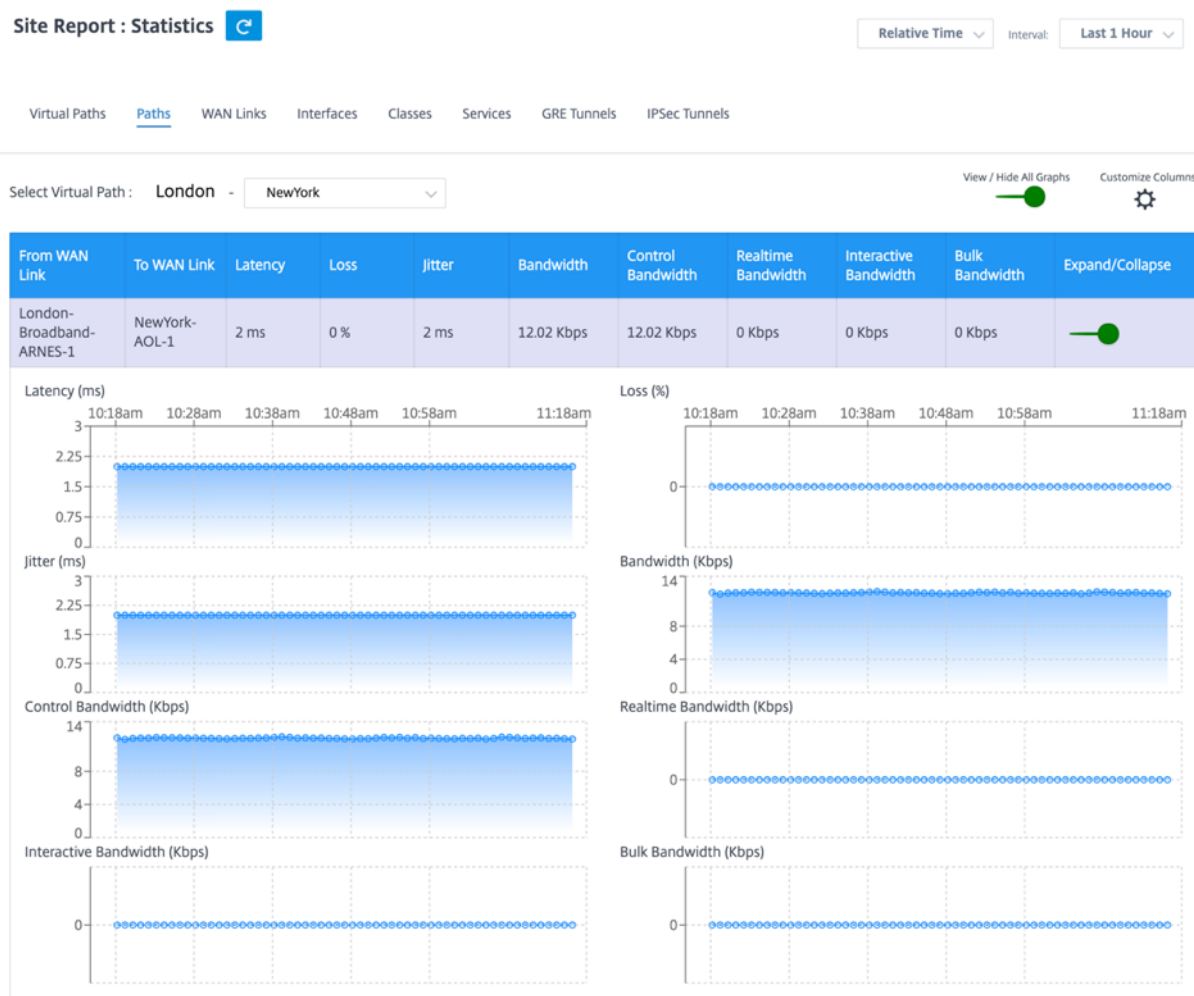 Site Report : Statistics
Relative Time Interval: Last 1 Hour
Virtual Paths Paths WAN Links Interfaces Classes Services GRE Tunnels IPSec Tunnels
Select Virtual Path : London - NewYork
View / Hide All Graphs Customize Columns
From WAN Link To WAN Link Latency Loss Jitter Bandwidth Control Bandwidth Realtime Bandwidth Interactive Bandwidth Bulk Bandwidth Expand/Collapse
London-Broadband-ARNES-1 NewYork-AOL-1 2 ms 0 % 2 ms 12.02 Kbps 12.02 Kbps 0 Kbps 0 Kbps 0 Kbps
Latency (ms)
10:18am 10:28am 10:38am 10:48am 10:58am 11:18am
3
2.25
1.5
0.75
0
Loss (%)
10:18am 10:28am 10:38am 10:48am 10:58am 11:18am
0
Jitter (ms)
3
2.25
1.5
0.75
0
Bandwidth (Kbps)
14
8
4
0
Control Bandwidth (Kbps)
14
8
4
0
Realtime Bandwidth (Kbps)
0
Interactive Bandwidth (Kbps)
0
Bulk Bandwidth (Kbps)
0